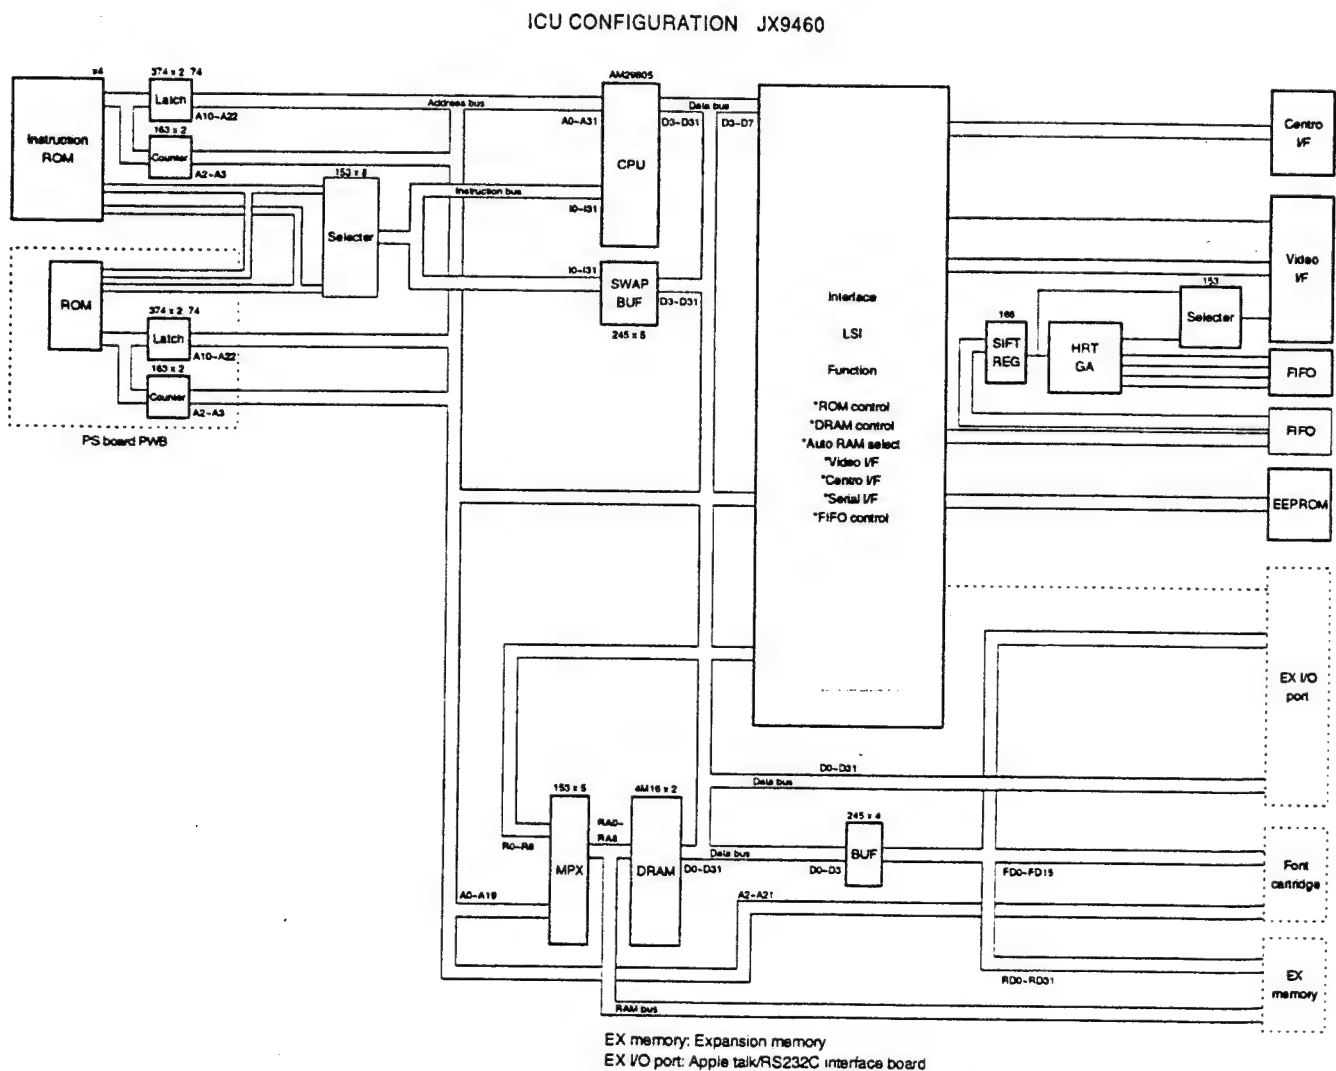 ICU CONFIGURATION JX9460
x4
Instruction
ROM
374 x 2 74
Latch
A10~A22
163 x 2
Counter
A2~A3
Address bus
AM29805
A0~A31
CPU
Data bus
D3~D31
D3~D7
153 x 8
Selecter
Instruction bus
I0~I31
I0~I31
SWAP
BUF
D3~D31
245 x 8
ROM
374 x 2 74
Latch
A10~A22
163 x 2
Counter
A2~A3
PS board PWB
Interface
LSI
Function
*ROM control
*DRAM control
*Auto RAM select
*Video I/F
*Centro I/F
*Serial I/F
*FIFO control
Centro
I/F
Video
I/F
153
Selecter
166
SIFT
REG
HRT
GA
FIFO
FIFO
EEPROM
EX I/O
port
D0~D31
Data bus
153 x 5
MPX
R0~R8
A0~A19
RA0~
RA8
4M16 x 2
DRAM
D0~D31
Data bus
245 x 4
BUF
D0~D3
A2~A21
FD0~FD15
Font
cartridge
RD0~RD31
EX
memory
RAM bus
EX memory: Expansion memory
EX I/O port: Apple talk/RS232C interface board